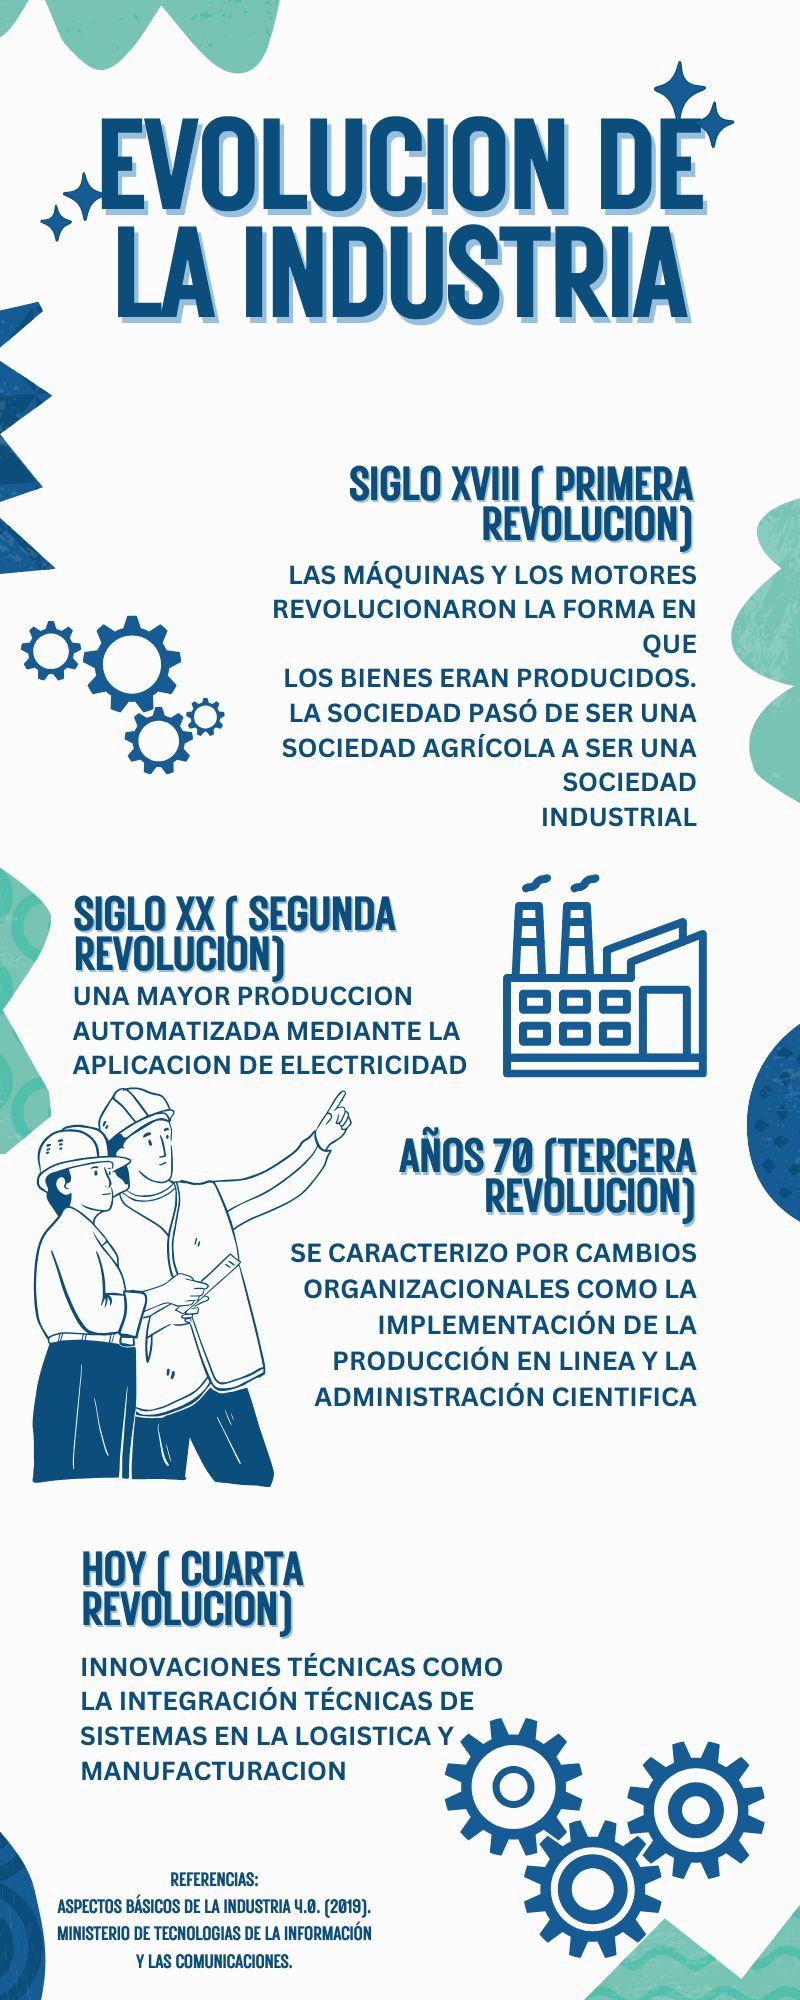 EVOLUCION DE
LA INDUSTRIA
SIGLO XVIII ( PRIMERA
REVOLUCION)
LAS MÁQUINAS Y LOS MOTORES
REVOLUCIONARON LA FORMA EN
QUE
LOS BIENES ERAN PRODUCIDOS.
LA SOCIEDAD PASÓ DE SER UNA
SOCIEDAD AGRÍCOLA A SER UNA
SOCIEDAD
INDUSTRIAL
SIGLO XX ( SEGUNDA
REVOLUCION)
UNA MAYOR PRODUCCION
AUTOMATIZADA MEDIANTE LA
APLICACION DE ELECTRICIDAD
AÑOS 70 (TERCERA
REVOLUCION)
SE CARACTERIZO POR CAMBIOS
ORGANIZACIONALES COMO LA
IMPLEMENTACIÓN DE LA
PRODUCCIÓN EN LINEA Y LA
ADMINISTRACIÓN CIENTIFICA
HOY ( CUARTA
REVOLUCION)
INNOVACIONES TÉCNICAS COMO
LA INTEGRACIÓN TÉCNICAS DE
SISTEMAS EN LA LOGISTICA Y
MANUFACTURACION
REFERENCIAS:
ASPECTOS BÁSICOS DE LA INDUSTRIA 4.0. (2019).
MINISTERIO DE TECNOLOGIAS DE LA INFORMACIÓN
Y LAS COMUNICACIONES.